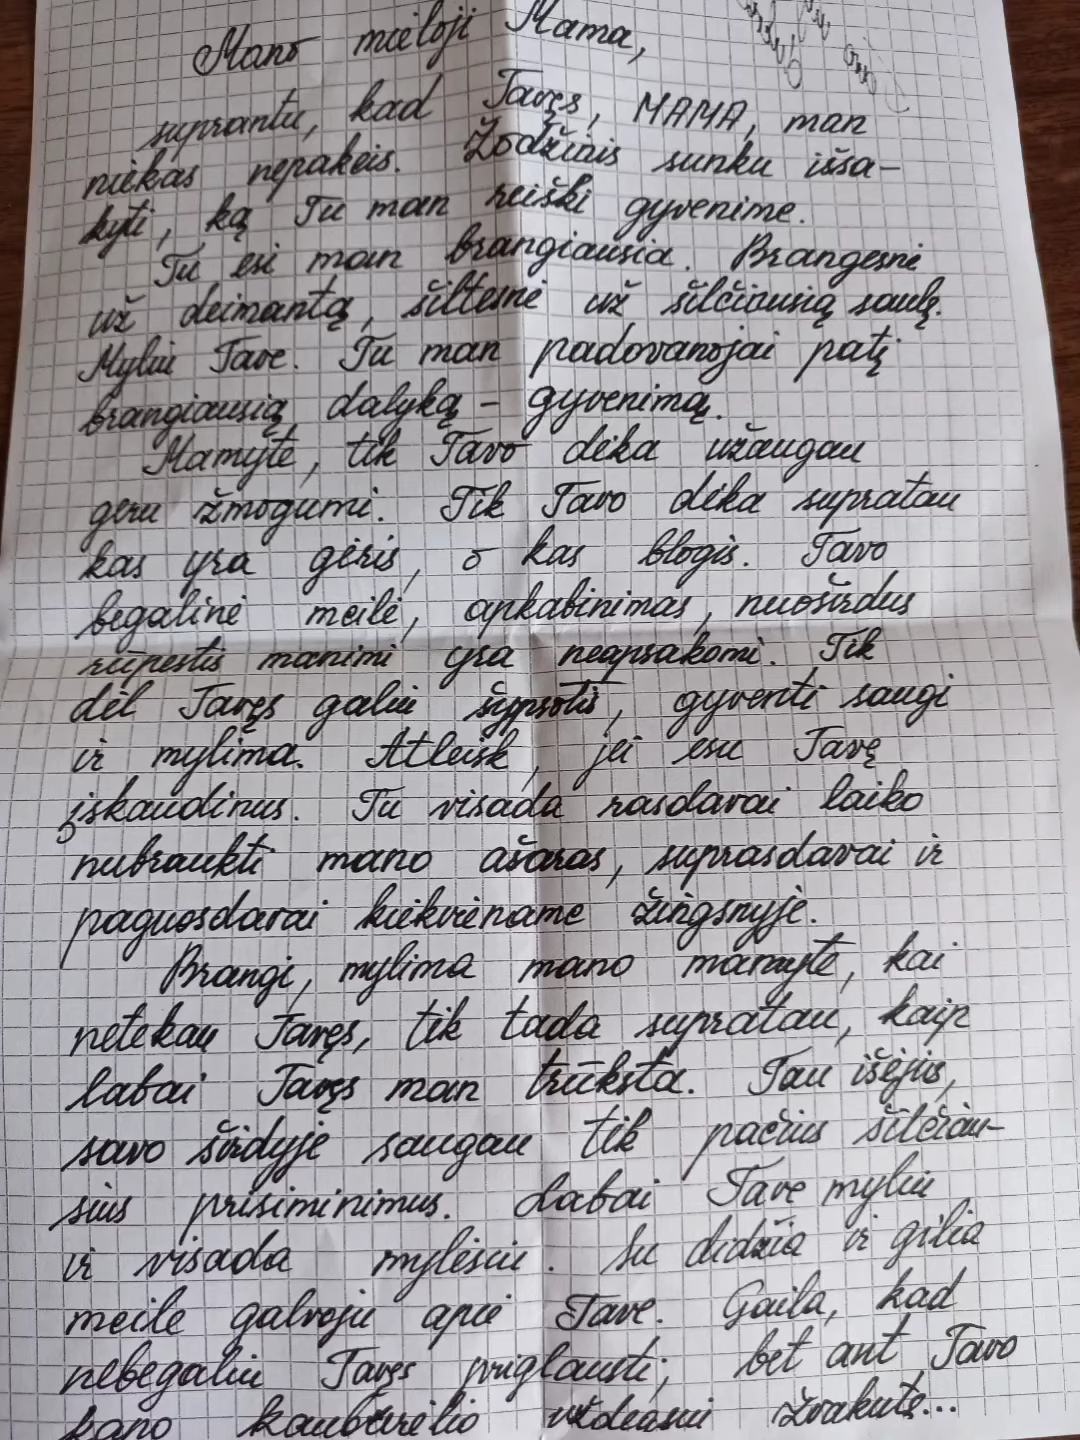 Mano mieloji Mama,
suprantu, kad Tavęs, MAMA, man
niekas nepakeis. Žodžiais sunku išsa-
kyti, ką Tu man reiški gyvenime.
Tu esi man brangiausia. Brangesnė
už deimantą, šiltesnė už šilčiausią saulę.
Myliu Tave. Tu man padovanojai patį
brangiausią dalyką - gyvenimą.
Mamyte, tik Tavo dėka užaugau
geru žmogumi. Tik Tavo dėka supratau
kas yra gėris, o kas blogis. Tavo
begalinė meilė, apkabinimas, nuoširdus
rūpestis manimi yra neapsakomi. Tik
dėl Tavęs galiu šypsotis, gyventi saugi
ir mylima. Atleisk, jei esu Tavę
įskaudinus. Tu visada rasdavai laiko
nubraukti mano ašaras, suprasdavai ir
paguosdavai kiekviename žingsnyje.
Brangi, mylima mano mamyte, kai
netekau Tavęs, tik tada supratau, kaip
labai Tavęs man trūksta. Tau išėjus,
savo širdyje saugau tik pačius šilčiau-
sius prisiminimus. Labai Tave myliu
ir visada mylėsiu. Su didžia ir gilia
meile galvoju apie Tave. Gaila, kad
nebegaliu Tavęs priglausti; bet ant Tavo
kapo kauburėlio uždegsiu žvakutę...